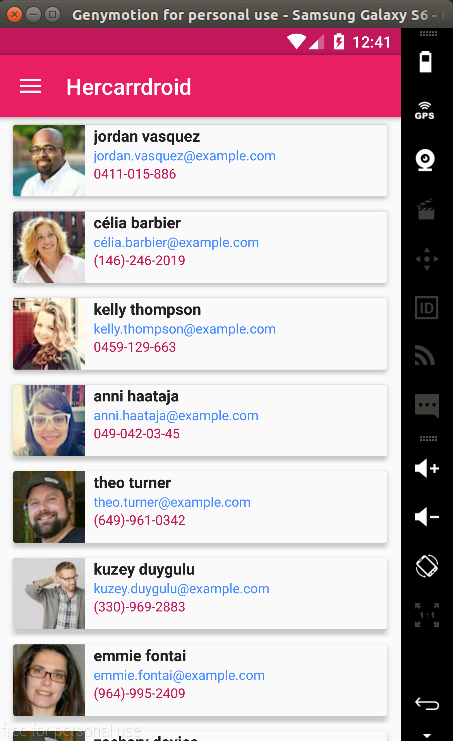 Genymotion for personal use - Samsung Galaxy S6 -
12:41
Hercarrdroid
GPS
jordan vasquez
jordan.vasquez@example.com
0411-015-886
célia barbier
célia.barbier@example.com
(146)-246-2019
kelly thompson
kelly.thompson@example.com
0459-129-663
ID
anni haataja
anni.haataja@example.com
049-042-03-45
theo turner
theo.turner@example.com
(649)-961-0342
kuzey duygulu
kuzey.duygulu@example.com
(330)-969-2883
1:1
emmie fontai
emmie.fontai@example.com
(964)-995-2409
free for personal use